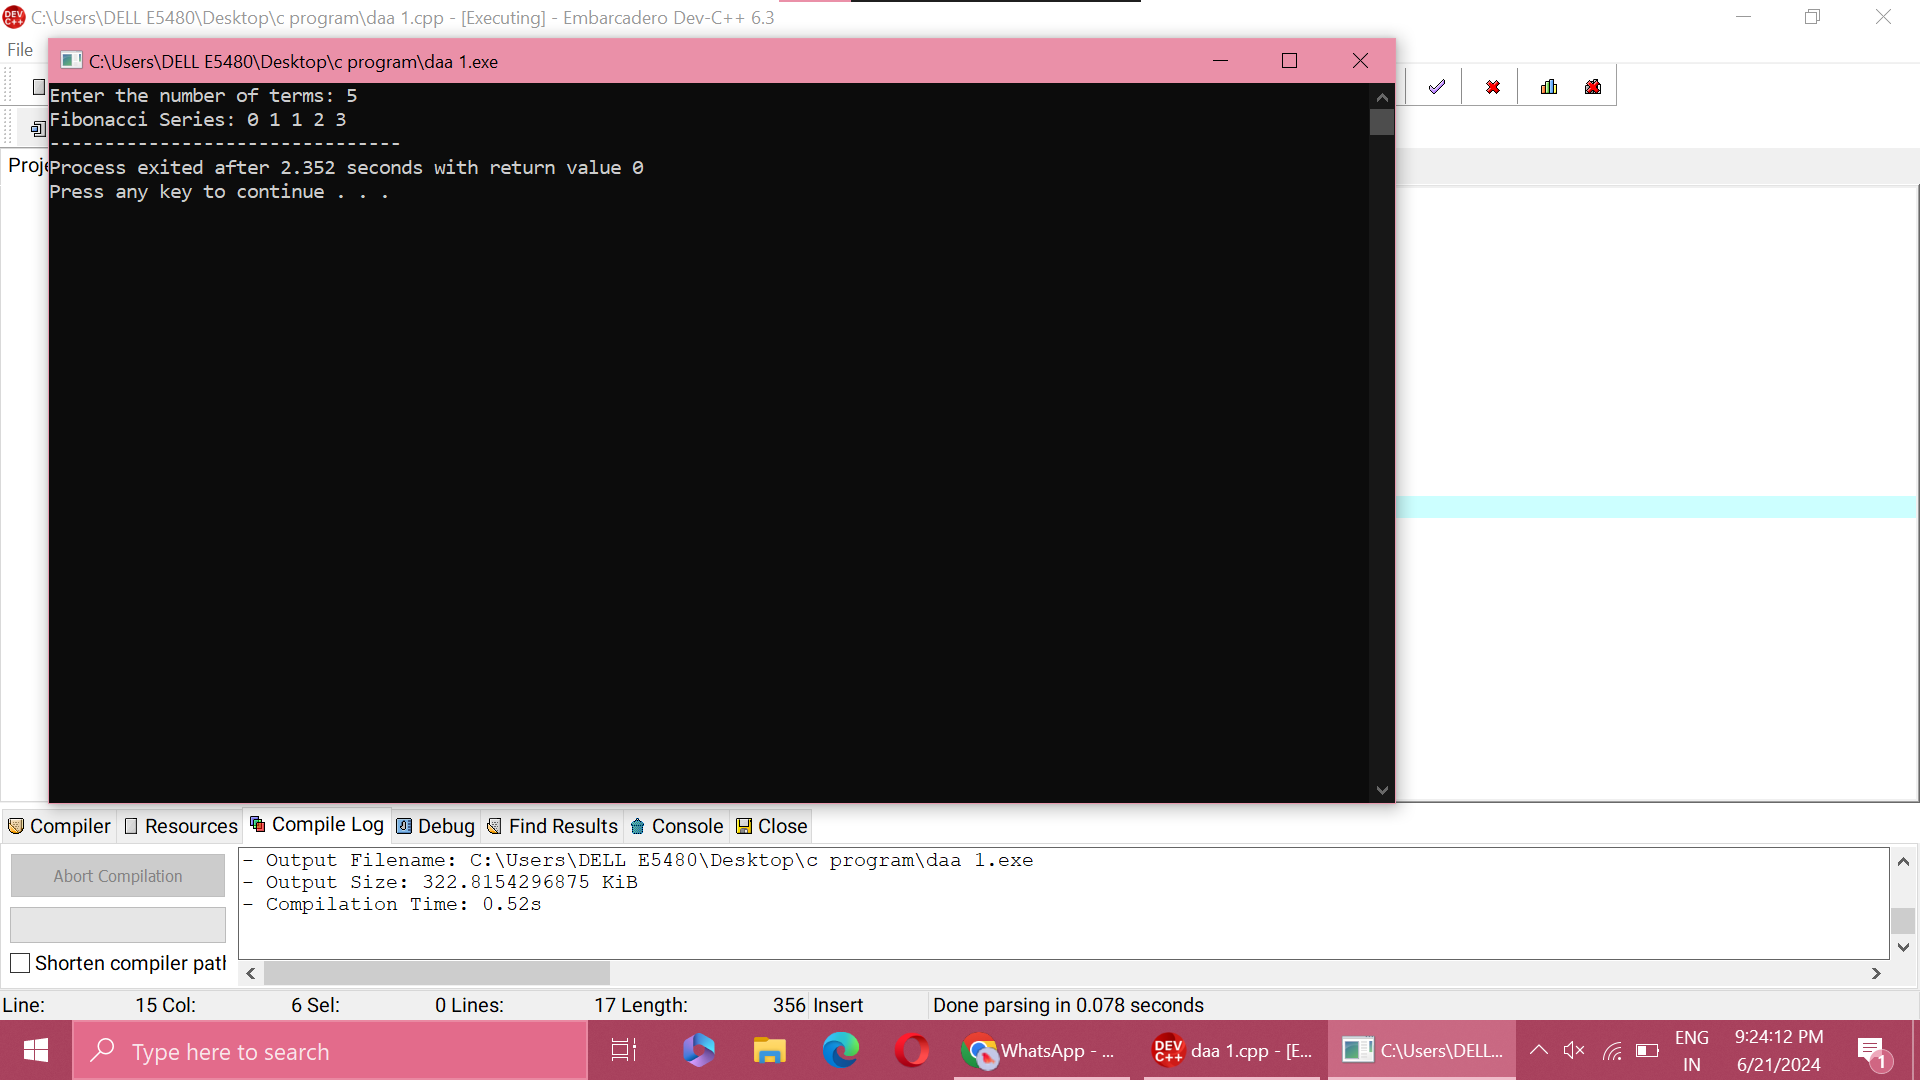 C:\Users\DELL E5480\Desktop\c program\daa 1.cpp - [Executing] - Embarcadero Dev-C++ 6.3
File
C:\Users\DELL E5480\Desktop\c program\daa 1.exe
Enter the number of terms: 5
Fibonacci Series: 0 1 1 2 3
--------------------------------
Process exited after 2.352 seconds with return value 0
Press any key to continue . . .
Proje
Compiler Resources Compile Log Debug Find Results Console Close
Abort Compilation
Shorten compiler path
- Output Filename: C:\Users\DELL E5480\Desktop\c program\daa 1.exe
- Output Size: 322.8154296875 KiB
- Compilation Time: 0.52s
Line: 15 Col: 6 Sel: 0 Lines: 17 Length: 356 Insert Done parsing in 0.078 seconds
Type here to search
WhatsApp - ...
DEV C++
daa 1.cpp - [E...
C:\Users\DELL...
ENG
IN
9:24:12 PM
6/21/2024
1